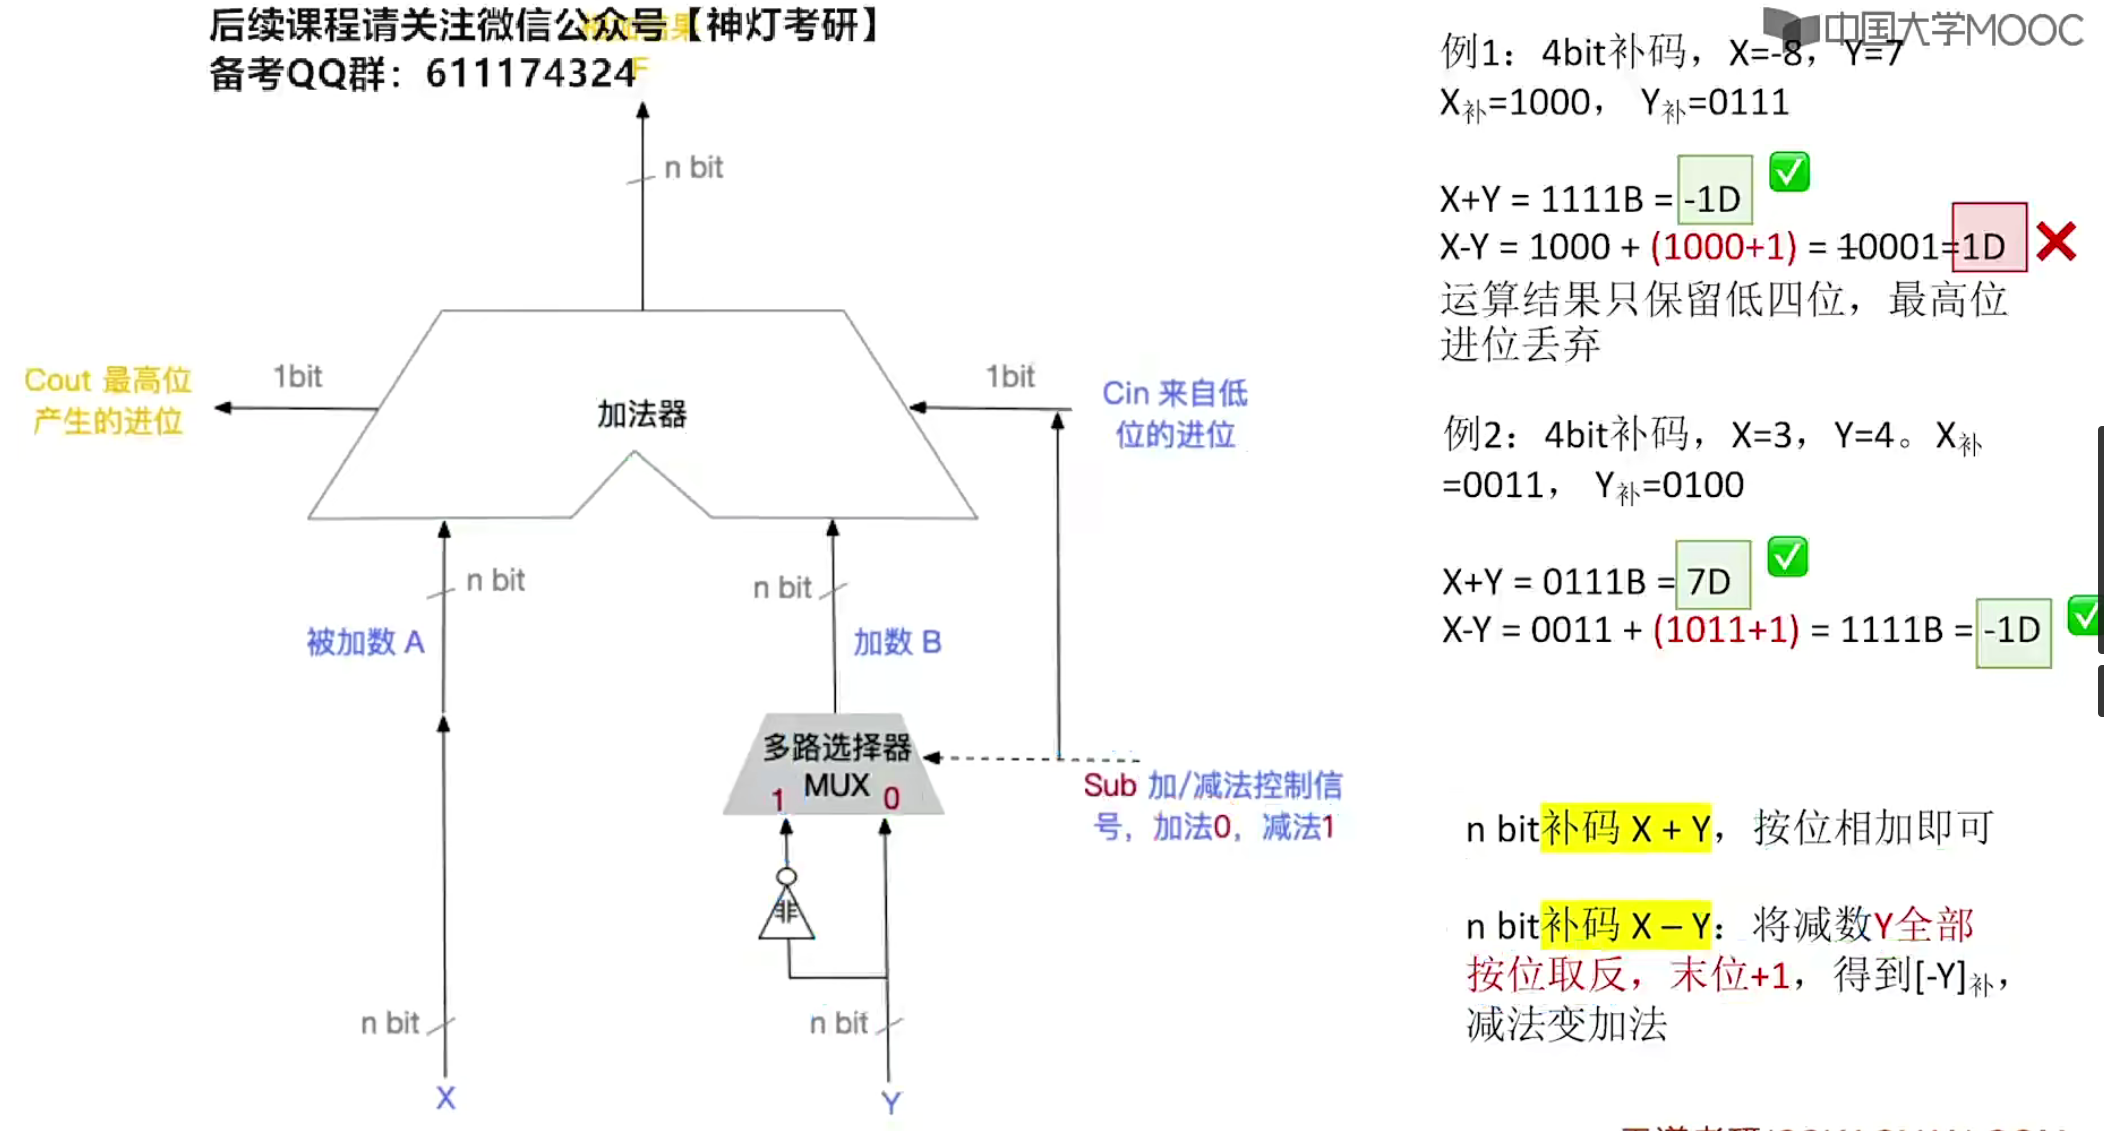 后续课程请关注微信公众号【神灯考研】
备考QQ群：611174324
F
n bit
Cout 最高位
产生的进位
1bit
加法器
1bit
Cin 来自低
位的进位
n bit
被加数 A
n bit
加数 B
多路选择器
MUX
1
0
Sub 加/减法控制信
号，加法0，减法1
非
n bit
X
n bit
Y
中国大学MOOC
例1：4bit补码，X=-8，Y=7
X补=1000， Y补=0111
X+Y = 1111B = -1D
X-Y = 1000 + (1000+1) = 10001=1D
运算结果只保留低四位，最高位
进位丢弃
例2：4bit补码，X=3，Y=4。X补
=0011， Y补=0100
X+Y = 0111B = 7D
X-Y = 0011 + (1011+1) = 1111B = -1D
n bit补码 X + Y，按位相加即可
n bit补码 X – Y：将减数Y全部
按位取反，末位+1，得到[-Y]补，
减法变加法